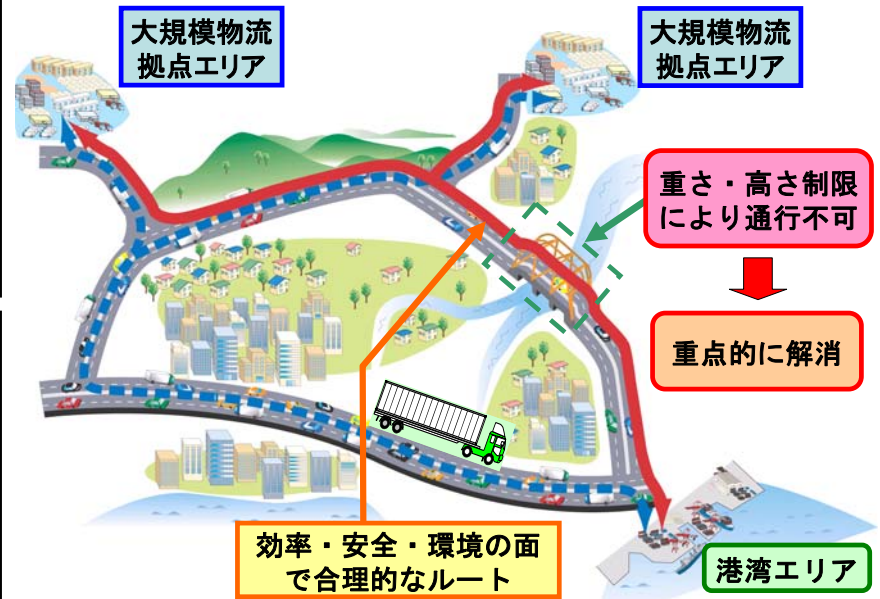 大規模物流
拠点エリア
大規模物流
拠点エリア
重さ・高さ制限
により通行不可
重点的に解消
効率・安全・環境の面
で合理的なルート
港湾エリア